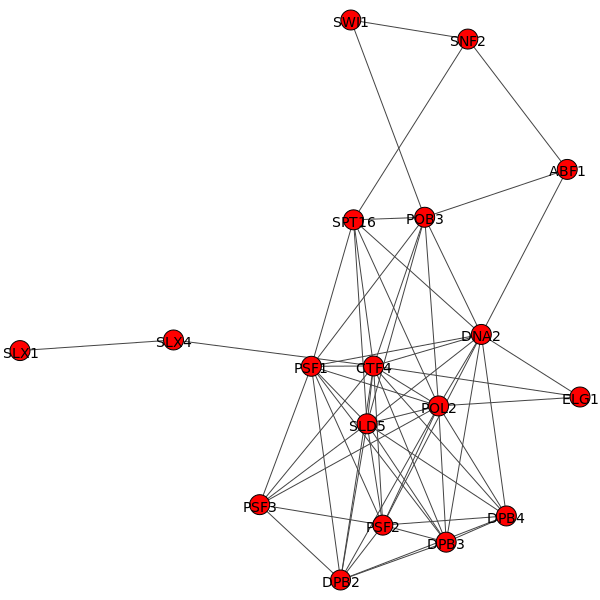 SWI1
SNF2
ABF1
SPT16
POB3
DNA2
SLX4
SLX1
PSF1
CTF4
ELG1
POL2
SLD5
PSF3
PSF2
DPB4
DPB3
DPB2